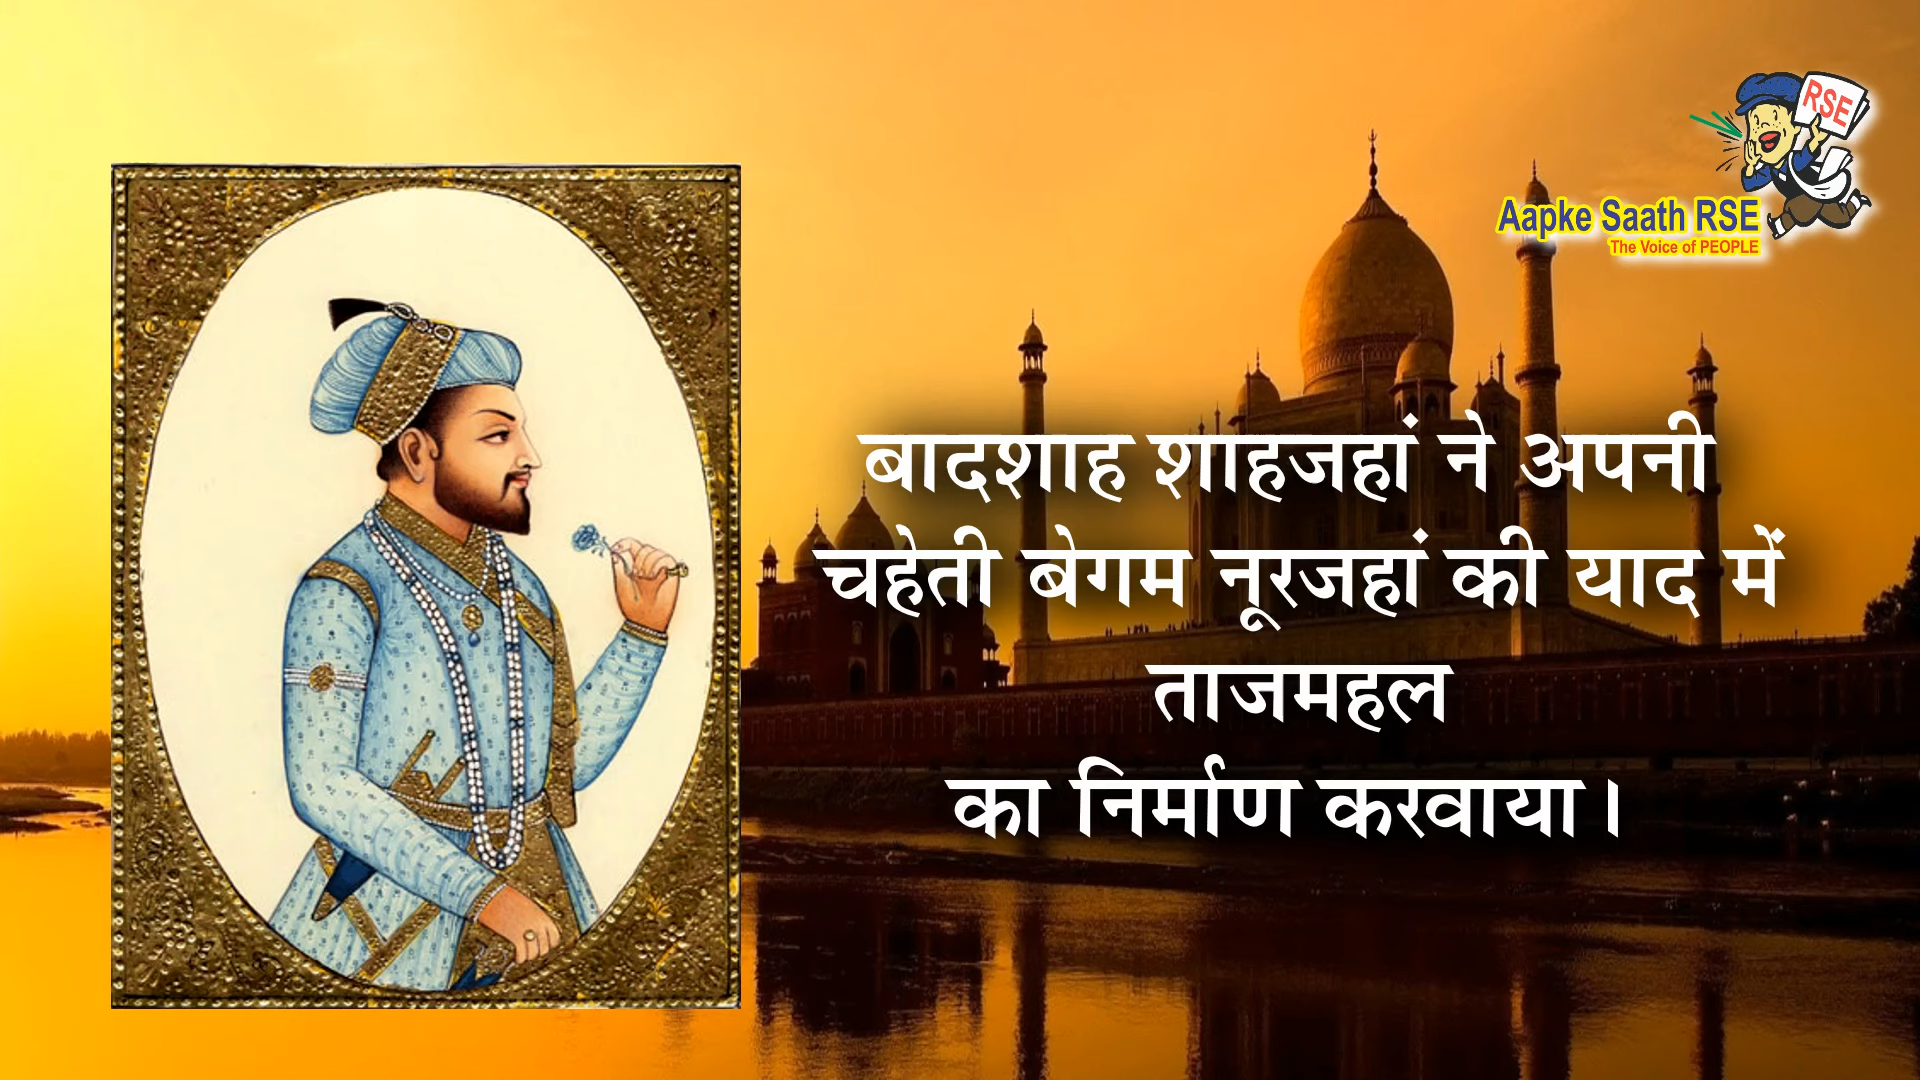 RSE
Aapke Saath RSE
The Voice of PEOPLE
बादशाह शाहजहां ने अपनी
चहेती बेगम नूरजहां की याद में
ताजमहल
का निर्माण करवाया।